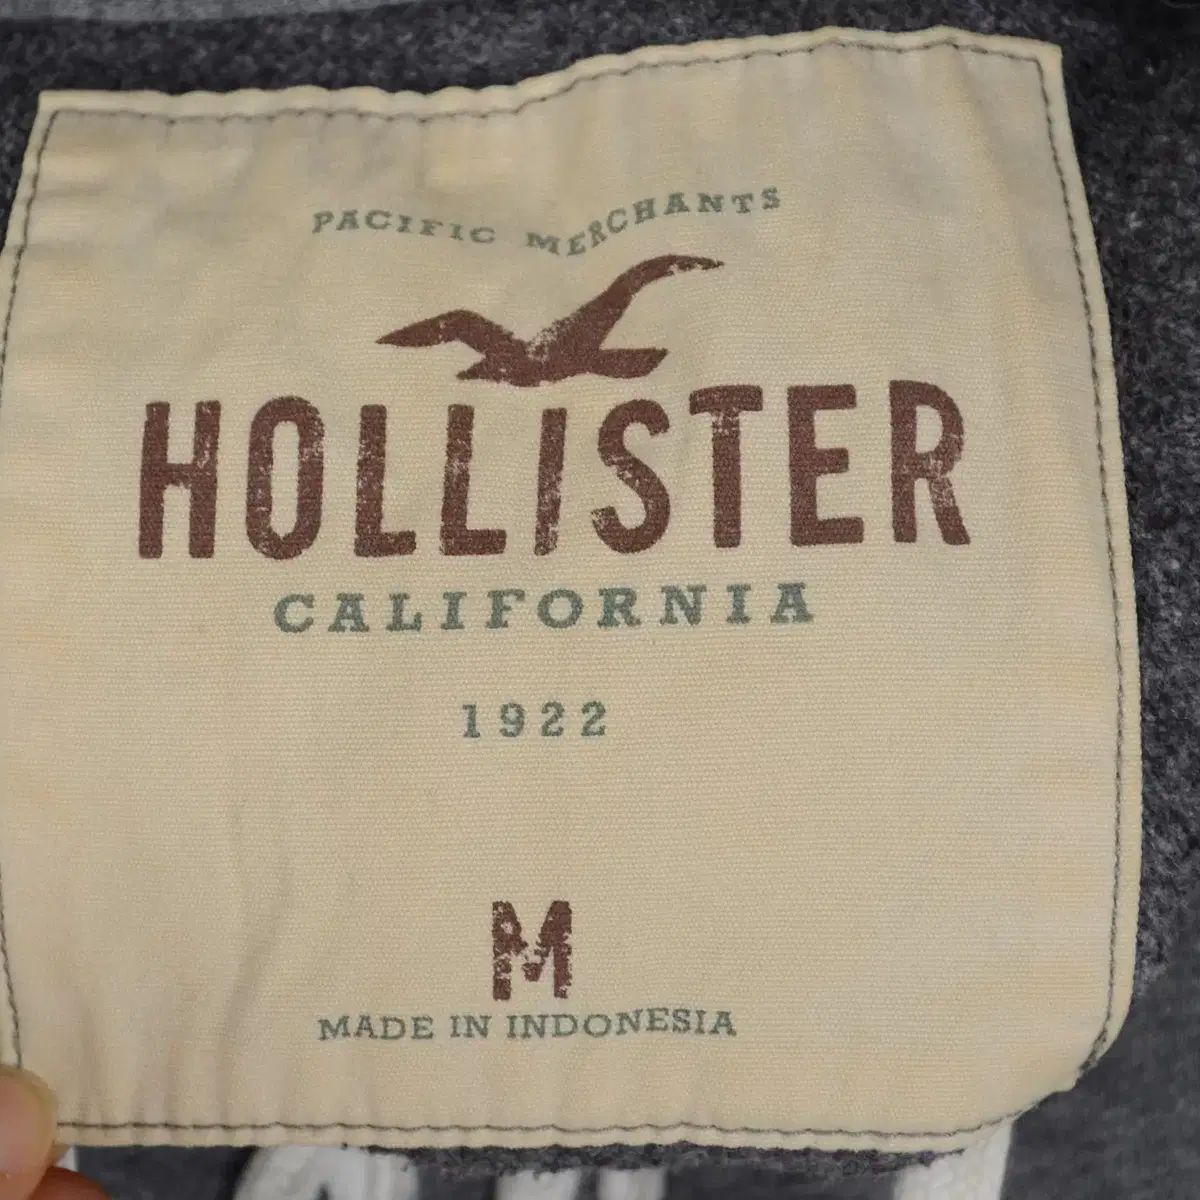 PACIFIC MERCHANTS
HOLLISTER
CALIFORNIA
1922
M
MADE IN INDONESIA